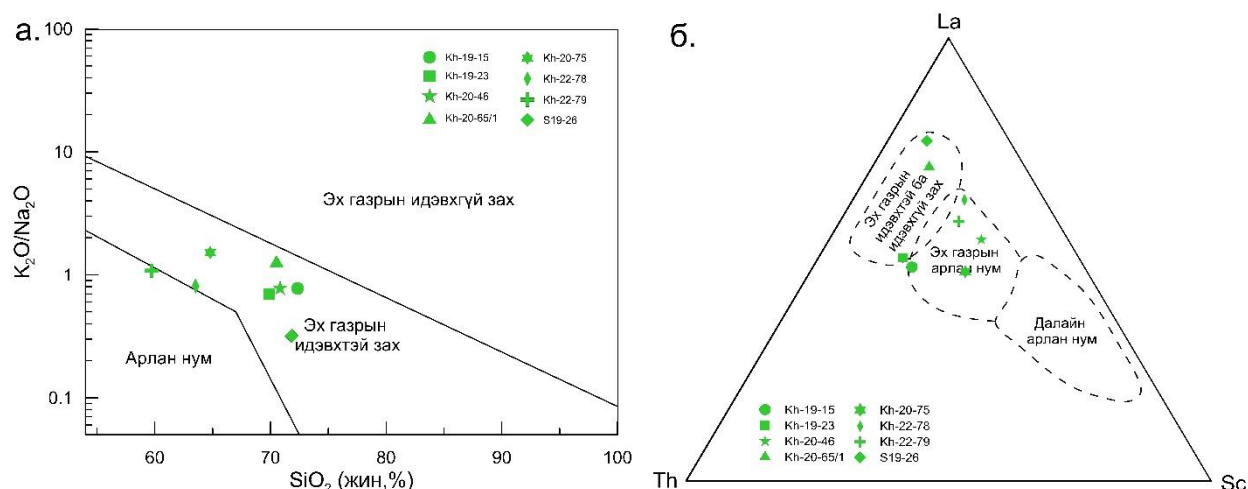 а.
100
10
1
0.1
K₂O/Na₂O
60
70
80
90
100
SiO₂ (жин,%)
Kh-19-15
Kh-19-23
Kh-20-46
Kh-20-65/1
Kh-20-75
Kh-22-78
Kh-22-79
S19-26
Эх газрын идэвхгүй зах
Эх газрын
идэвхтэй зах
Арлан нум
б.
La
Эх газрын
идэвхтэй ба
идэвхгүй зах
Эх газрын
арлан нум
Далайн
арлан нум
Kh-19-15
Kh-19-23
Kh-20-46
Kh-20-65/1
Kh-20-75
Kh-22-78
Kh-22-79
S19-26
Th
Sc